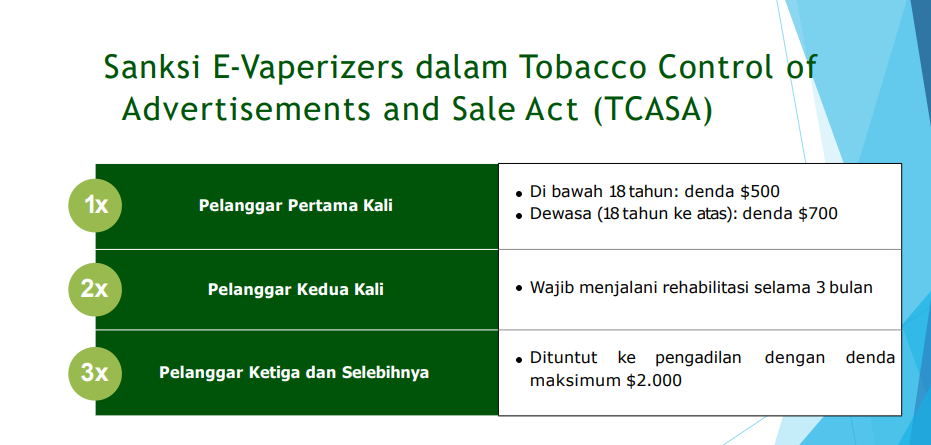 Sanksi E-Vaperizers dalam Tobacco Control of
Advertisements and Sale Act (TCASA)
1x
Pelanggar Pertama Kali
• Di bawah 18 tahun: denda $500
• Dewasa (18 tahun ke atas): denda $700
2x
Pelanggar Kedua Kali
• Wajib menjalani rehabilitasi selama 3 bulan
3x
Pelanggar Ketiga dan Selebihnya
• Dituntut ke pengadilan dengan denda
maksimum $2.000